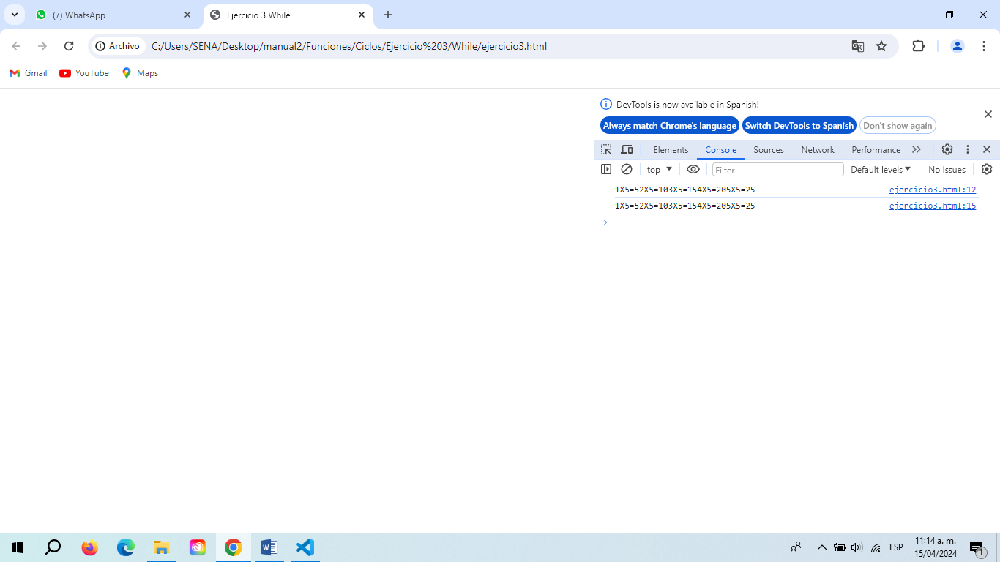 (7) WhatsApp
Ejercicio 3 While
Archivo
C:/Users/SENA/Desktop/manual2/Funciones/Ciclos/Ejercicio%203/While/ejercicio3.html
Gmail
YouTube
Maps
DevTools is now available in Spanish!
Always match Chrome's language
Switch DevTools to Spanish
Don't show again
Elements
Console
Sources
Network
Performance
top
Filter
Default levels
No Issues
1X5=52X5=103X5=154X5=205X5=25 ejercicio3.html:12
1X5=52X5=103X5=154X5=205X5=25 ejercicio3.html:15
ESP
11:14 a. m.
15/04/2024
1